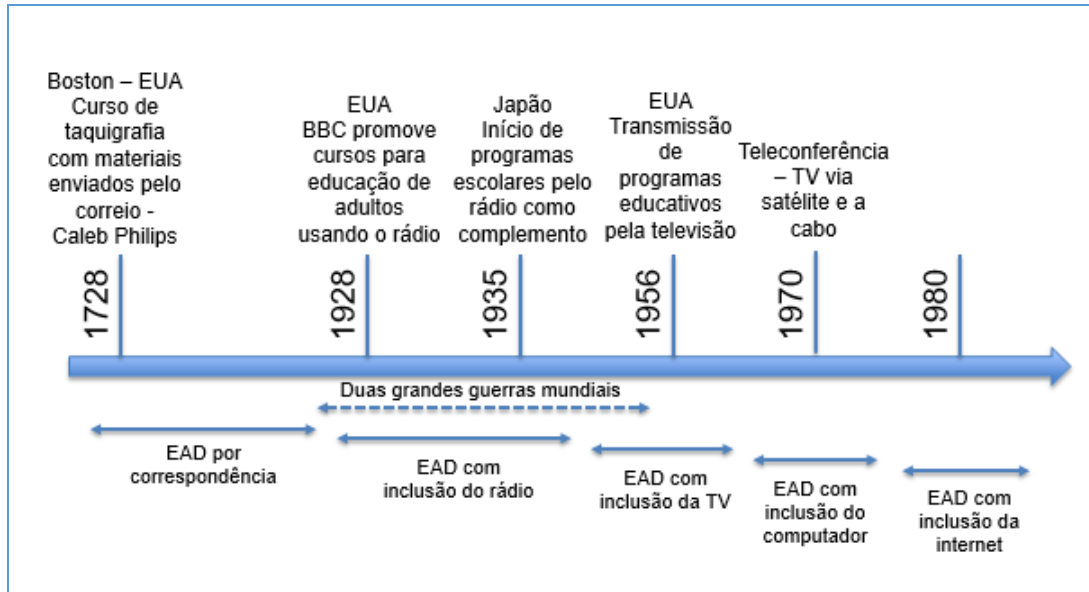 Boston – EUA
Curso de
taquigrafia
com materiais
enviados pelo
correio -
Caleb Philips
EUA
BBC promove
cursos para
educação de
adultos
usando o rádio
Japão
Início de
programas
escolares pelo
rádio como
complemento
EUA
Transmissão
de
programas
educativos
pela televisão
Teleconferência
– TV via
satélite e a
cabo
1728
1928
1935
1956
1970
1980
Duas grandes guerras mundiais
EAD por
correspondência
EAD com
inclusão do rádio
EAD com
inclusão da TV
EAD com
inclusão do
computador
EAD com
inclusão da
internet